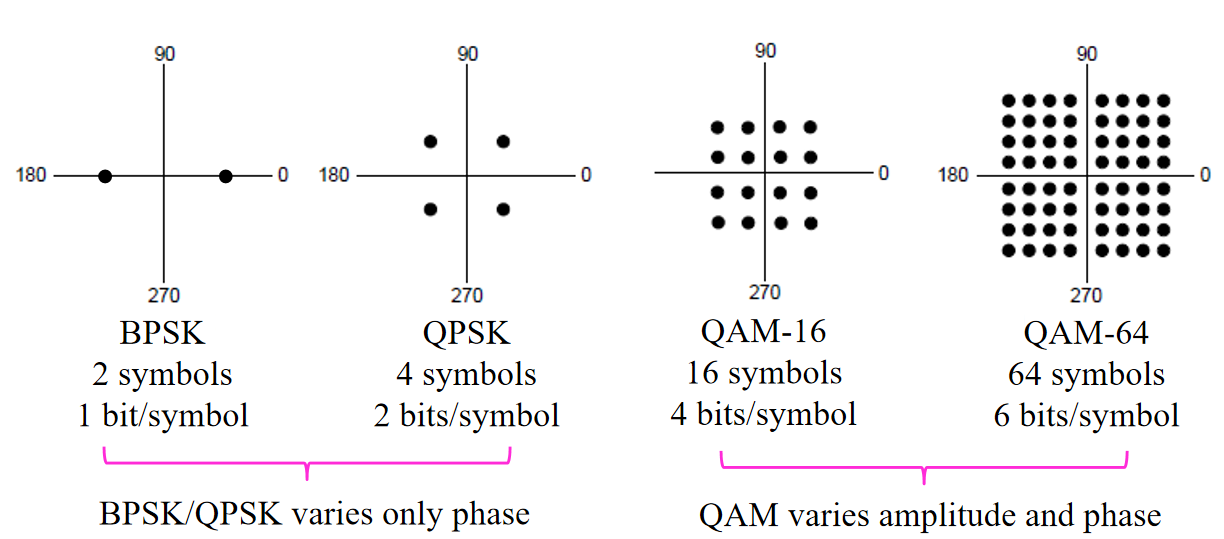 90
180
0
270
BPSK
2 symbols
1 bit/symbol
90
180
0
270
QPSK
4 symbols
2 bits/symbol
BPSK/QPSK varies only phase
90
0
270
QAM-16
16 symbols
4 bits/symbol
90
180
0
270
QAM-64
64 symbols
6 bits/symbol
QAM varies amplitude and phase